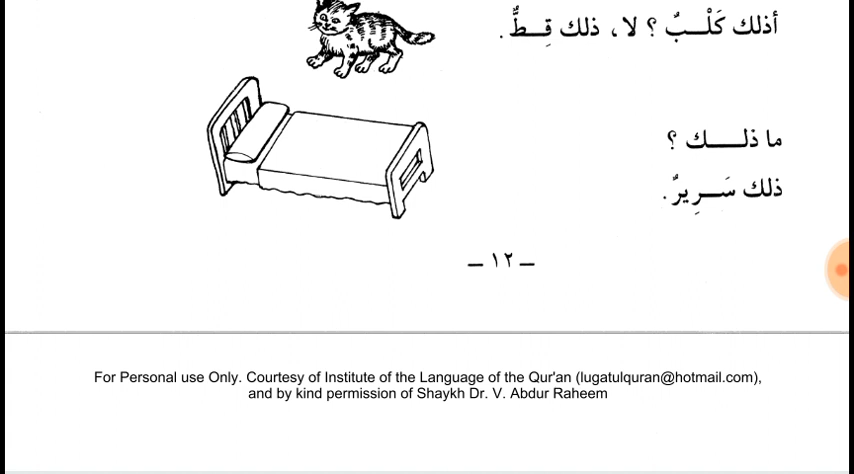 أذلك كَلْبٌ ؟ لا، ذلك قِطٌّ.
ما ذلك ؟
ذلك سَرِيرٌ.
– ١٢ –
For Personal use Only. Courtesy of Institute of the Language of the Qur'an (lugatulquran@hotmail.com),
and by kind permission of Shaykh Dr. V. Abdur Raheem